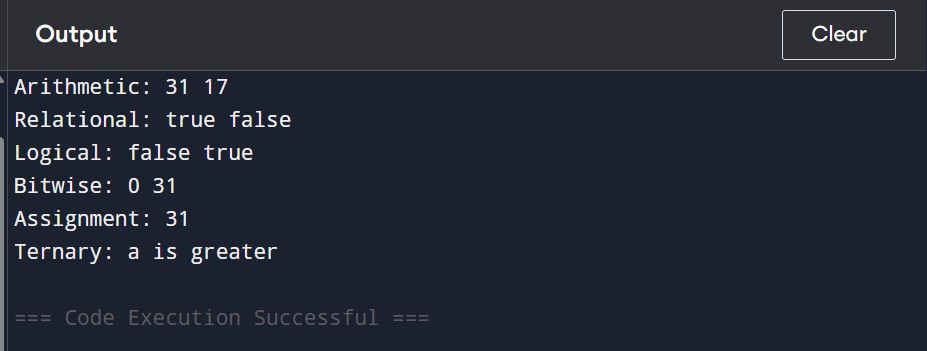 Output
Clear
Arithmetic: 31 17
Relational: true false
Logical: false true
Bitwise: 0 31
Assignment: 31
Ternary: a is greater
=== Code Execution Successful ===